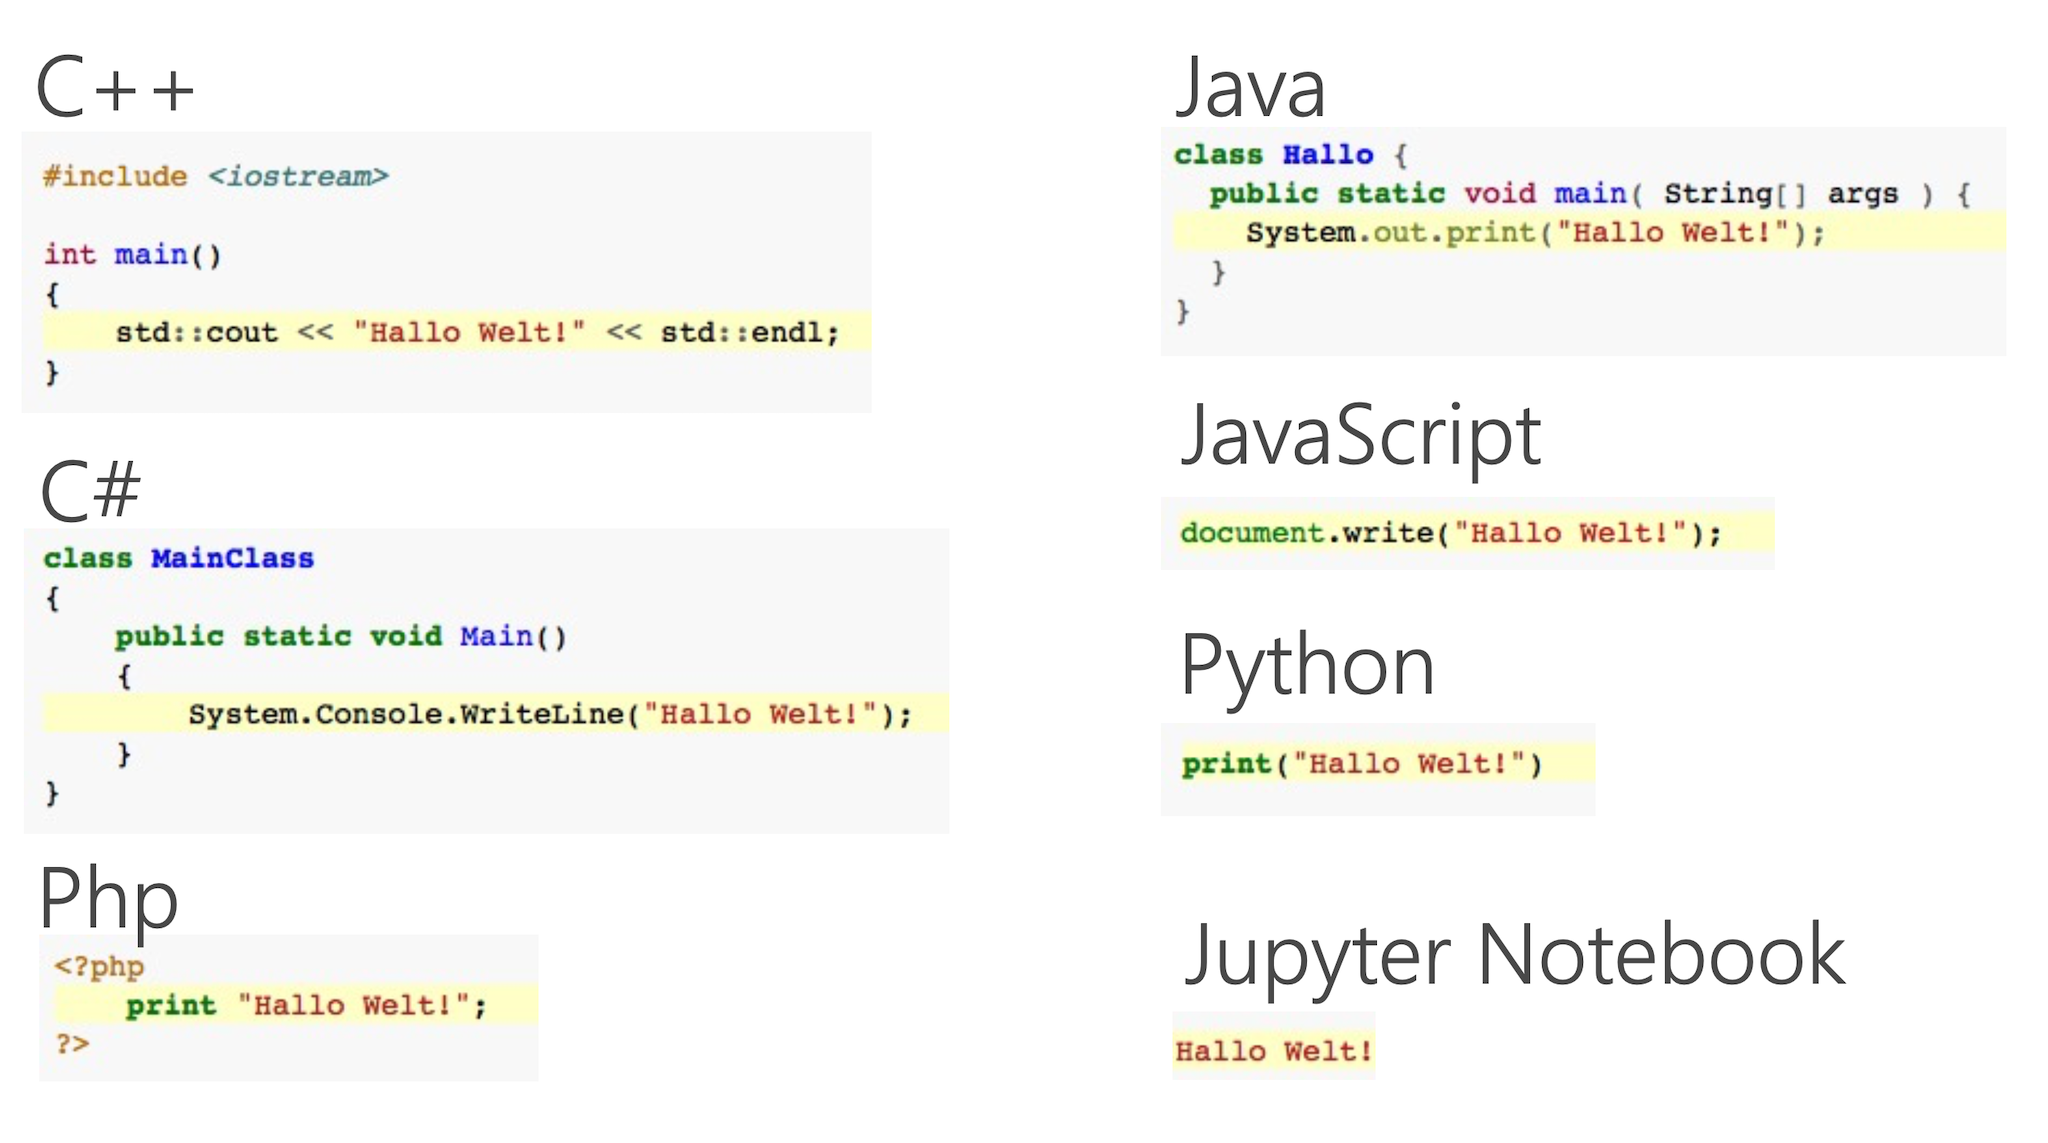 C++
#include <iostream>

int main()
{
    std::cout << "Hallo Welt!" << std::endl;
}
C#
class MainClass
{
    public static void Main()
    {
        System.Console.WriteLine("Hallo Welt!");
    }
}
Php
<?php
    print "Hallo Welt!";
?>
Java
class Hallo {
  public static void main( String[] args ) {
    System.out.print("Hallo Welt!");
  }
}
JavaScript
document.write("Hallo Welt!");
Python
print("Hallo Welt!")
Jupyter Notebook
Hallo Welt!